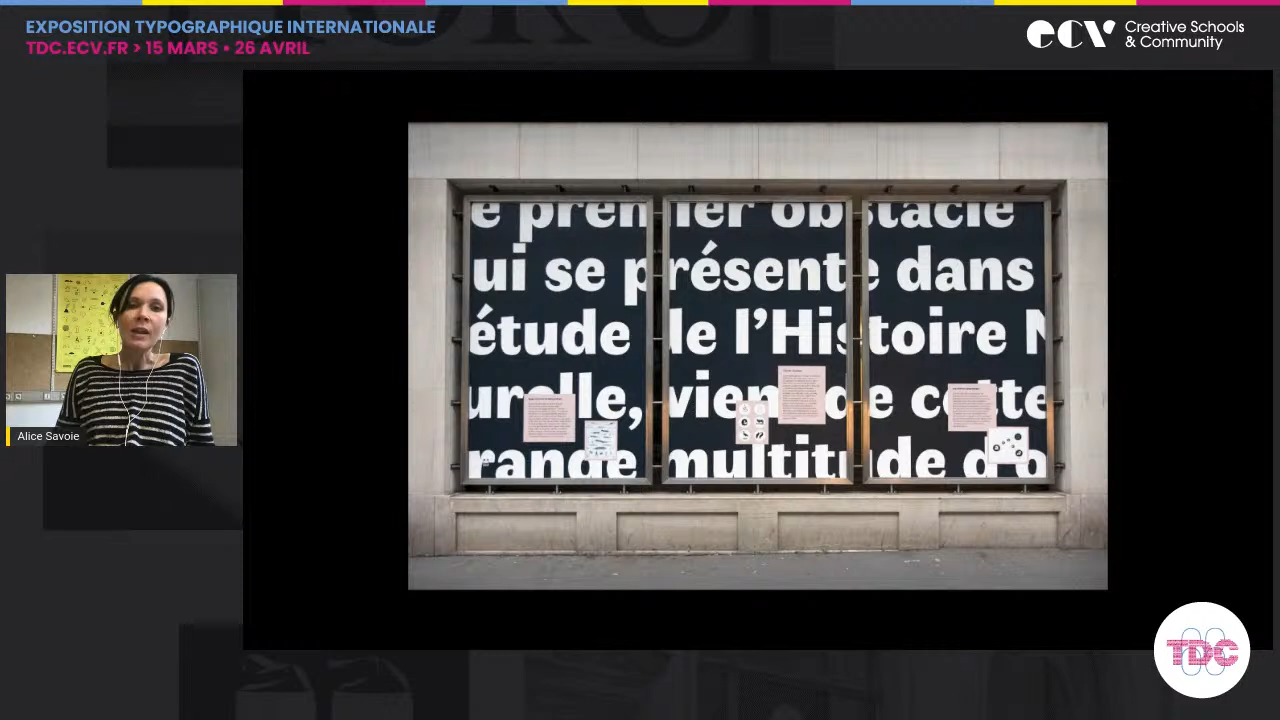 EXPOSITION TYPOGRAPHIQUE INTERNATIONALE
TDC.ECV.FR > 15 MARS • 26 AVRIL
ecv Creative Schools
& Community
e premier obstacle
ui se présente dans
étude de l’Histoire N
urelle, vient de cette
rande multitude d’o
Alice Savoie
TDC